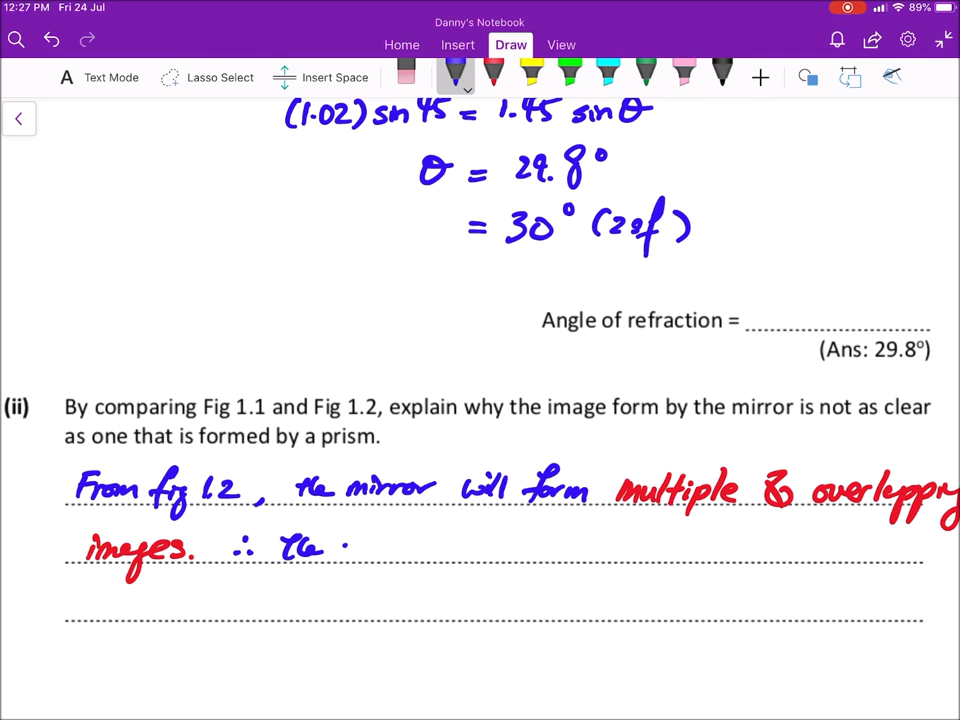 12:27 PM Fri 24 Jul
89%
Danny's Notebook
Home Insert Draw View
A Text Mode Lasso Select Insert Space
(1.02) sin 45 = 1.45 sin θ
θ = 29.8°
= 30° (2sf)
Angle of refraction = ..............................
(Ans: 29.8°)
(ii) By comparing Fig 1.1 and Fig 1.2, explain why the image form by the mirror is not as clear
as one that is formed by a prism.
From fig 1.2, the mirror will form multiple & overlapping
images. ∴ the